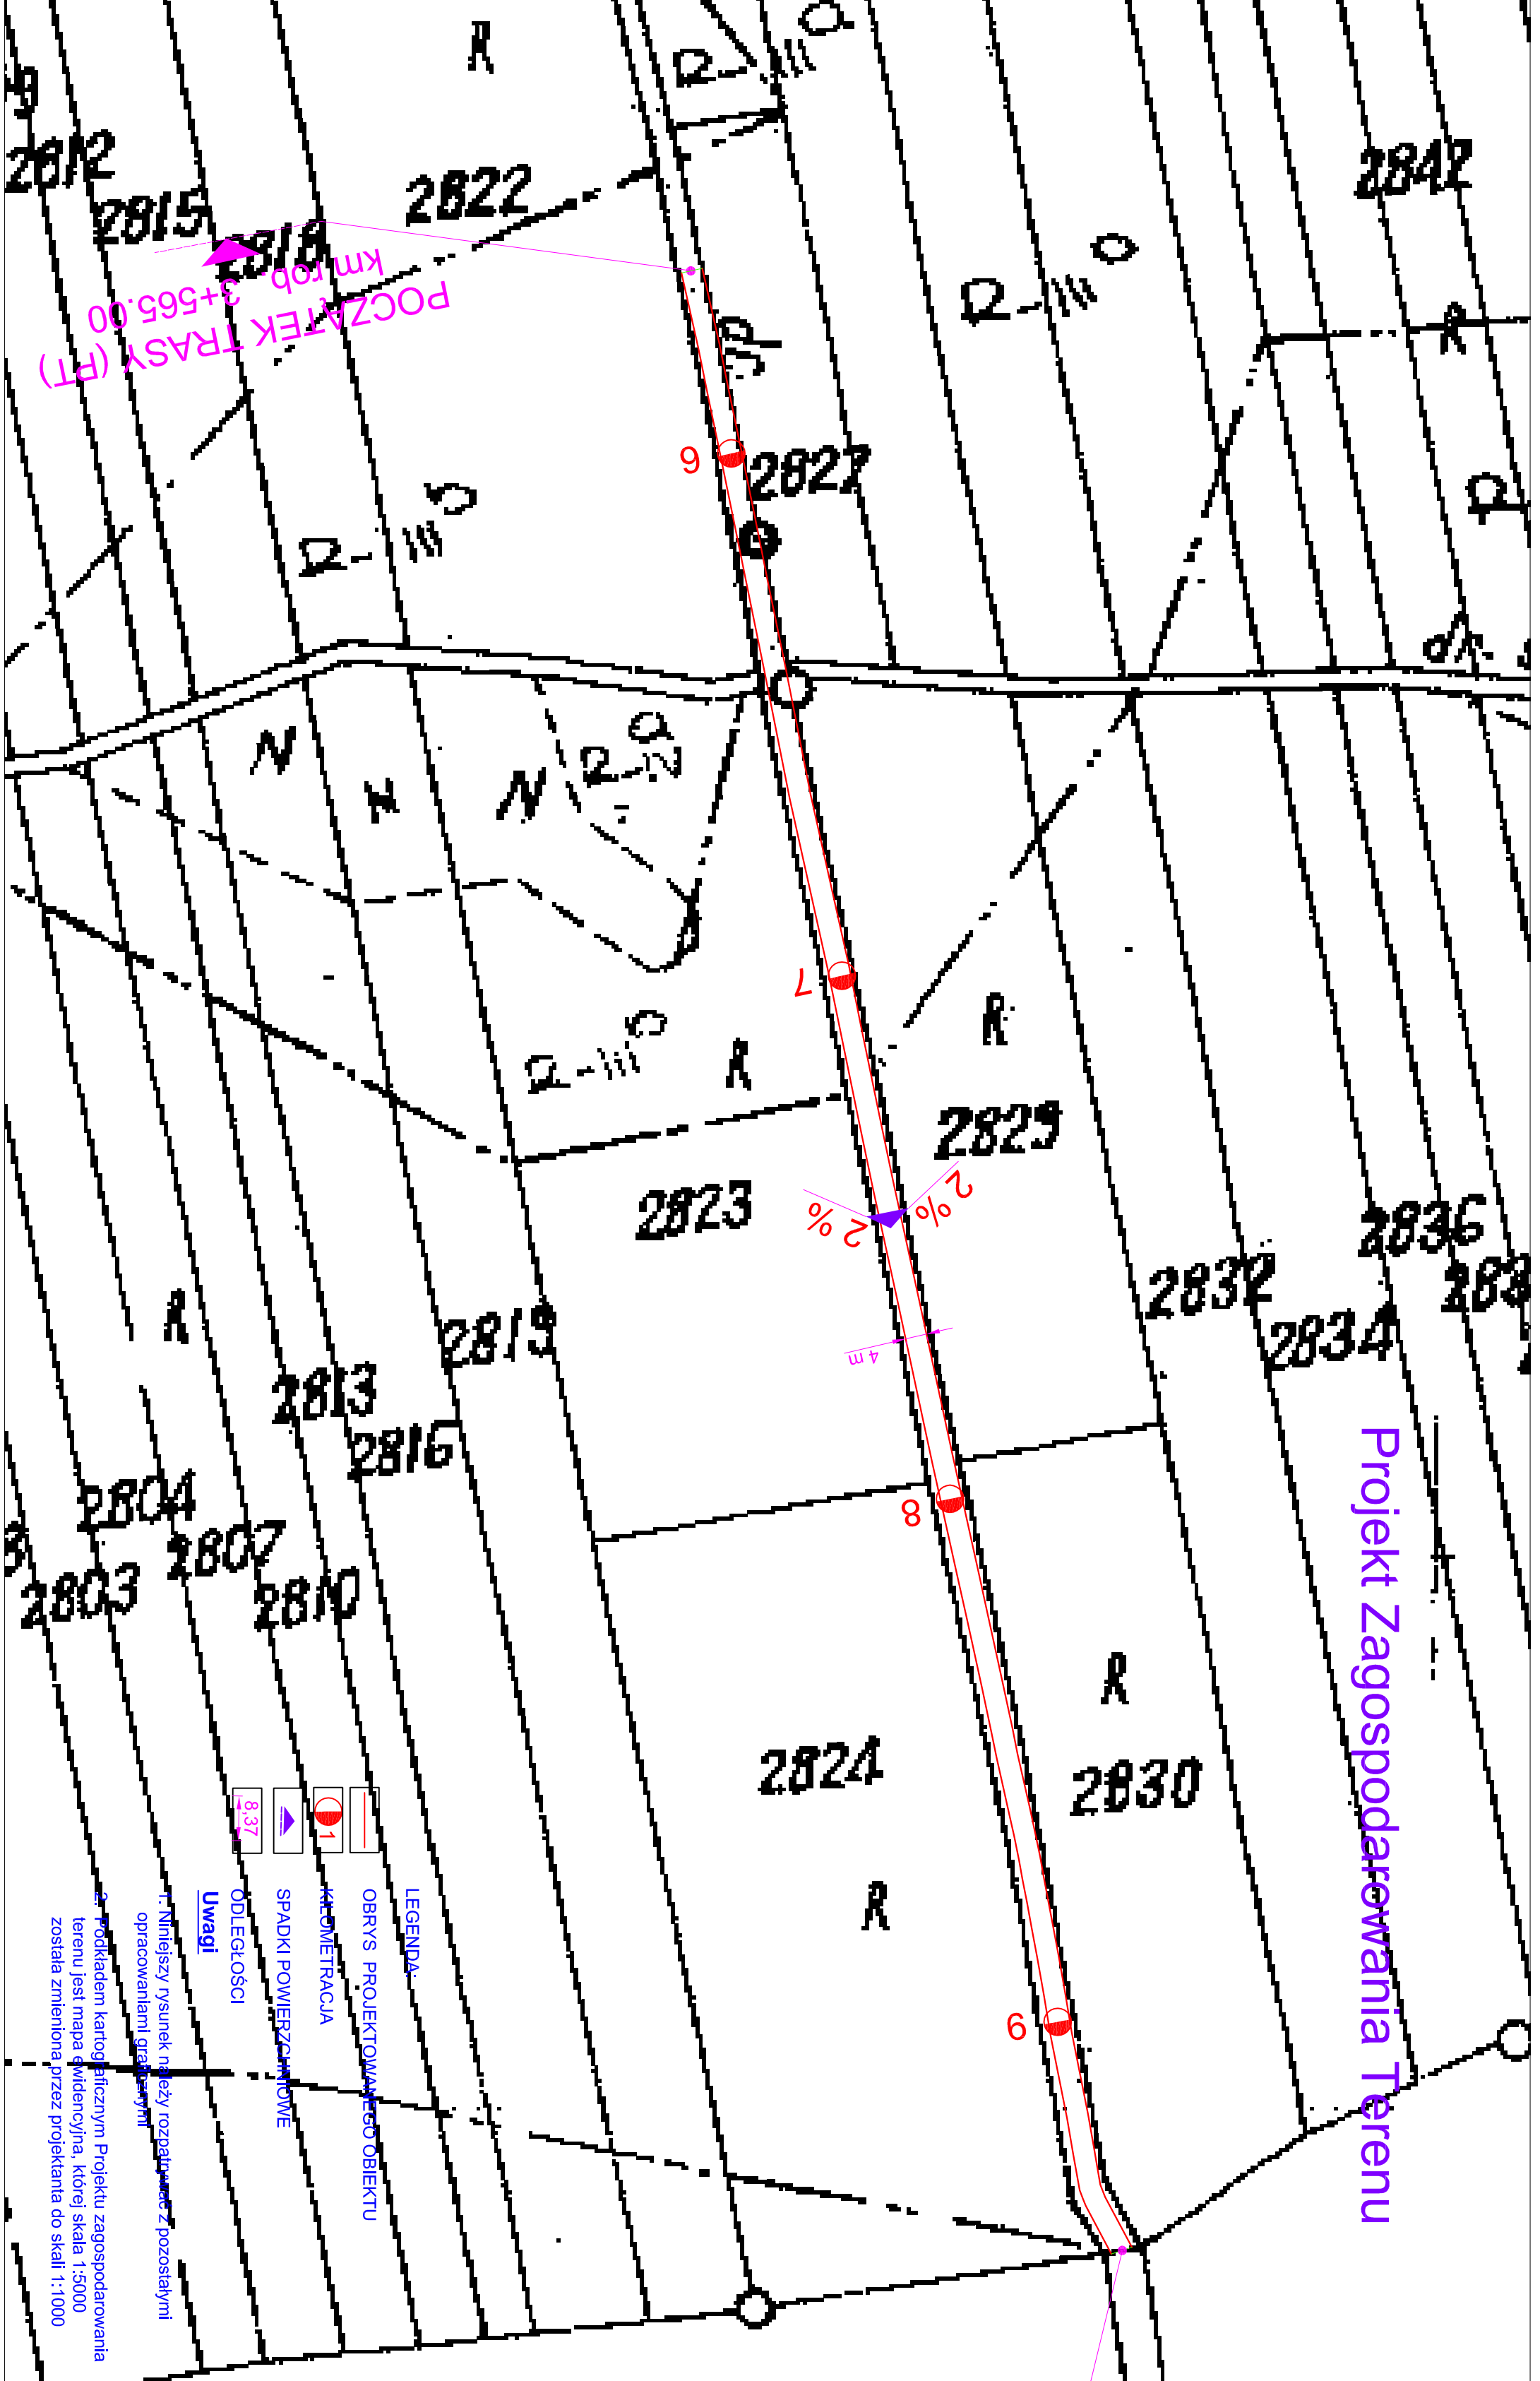 Projekt Zagospodarowania Terenu
POCZĄTEK TRASY (PT)
km rob. 3+565.00
R
R-III a
2842
2812
2815
2818
2822
R-III a
R
dr
6
2827
R-III a
R
N
N
N
7
R-III a
R
R
2829
2823
2 %
2 %
2832
2836
2834
2819
4 m
R
2813
2816
2804
2807
2803
2810
8
R
2824
2830
R
9
LEGENDA:
OBRYS PROJEKTOWANEGO OBIEKTU
1
KILOMETRACJA
SPADKI POWIERZCHNIOWE
8,37
ODLEGŁOŚCI
Uwagi
1. Niniejszy rysunek należy rozpatrywać z pozostałymi
opracowaniami graficznymi
2. Podkładem kartograficznym Projektu zagospodarowania
terenu jest mapa ewidencyjna, której skala 1:5000
została zmieniona przez projektanta do skali 1:1000